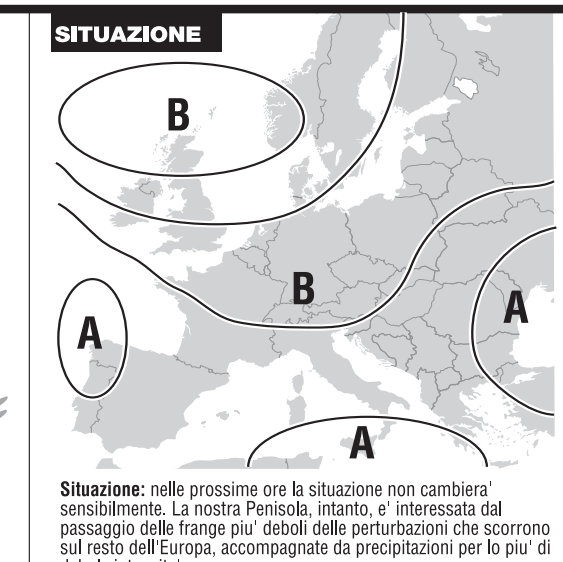 SITUAZIONE
B
B
A
A
A
Situazione: nelle prossime ore la situazione non cambiera'
sensibilmente. La nostra Penisola, intanto, e' interessata dal
passaggio delle frange piu' deboli delle perturbazioni che scorrono
sul resto dell'Europa, accompagnate da precipitazioni per lo piu' di